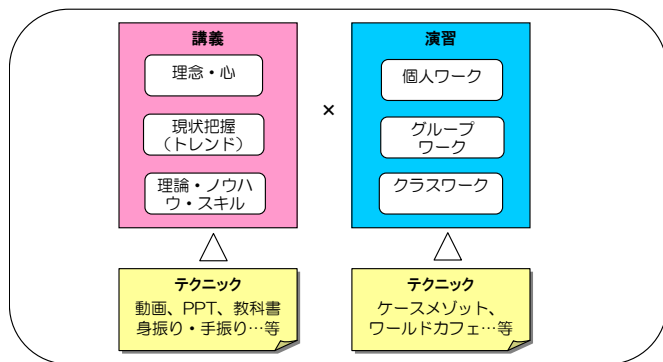 講義
理念・心
現状把握
（トレンド）
理論・ノウハ
ウ・スキル
×
演習
個人ワーク
グループ
ワーク
クラスワーク
テクニック
動画、PPT、教科書
身振り・手振り…等
テクニック
ケースメゾット、
ワールドカフェ…等